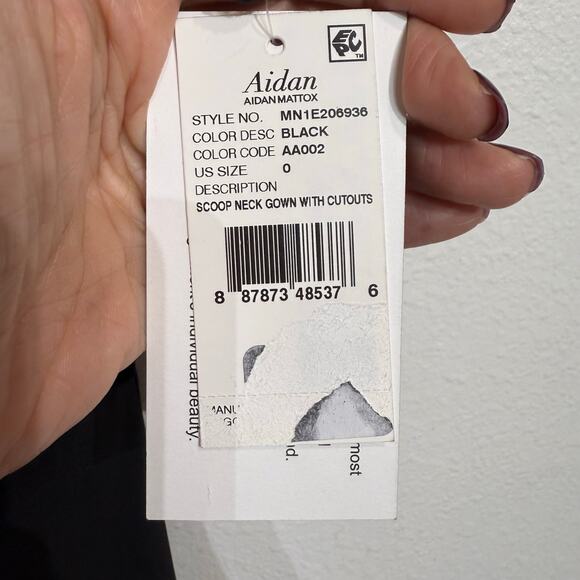 EPC™
Aidan
AIDAN MATTOX
STYLE NO. MN1E206936
COLOR DESC BLACK
COLOR CODE AA002
US SIZE 0
DESCRIPTION
SCOOP NECK GOWN WITH CUTOUTS
8 87873 48537 6
individual beauty.
most